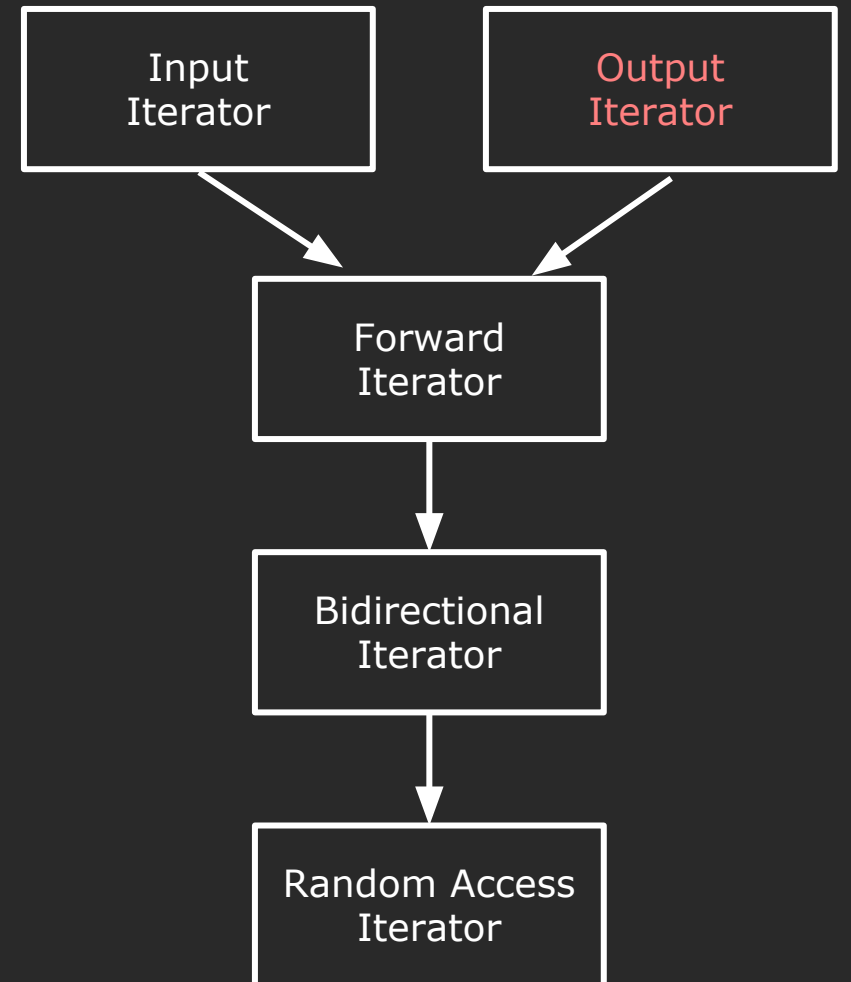 Input
Iterator
Output
Iterator
Forward
Iterator
Bidirectional
Iterator
Random Access
Iterator